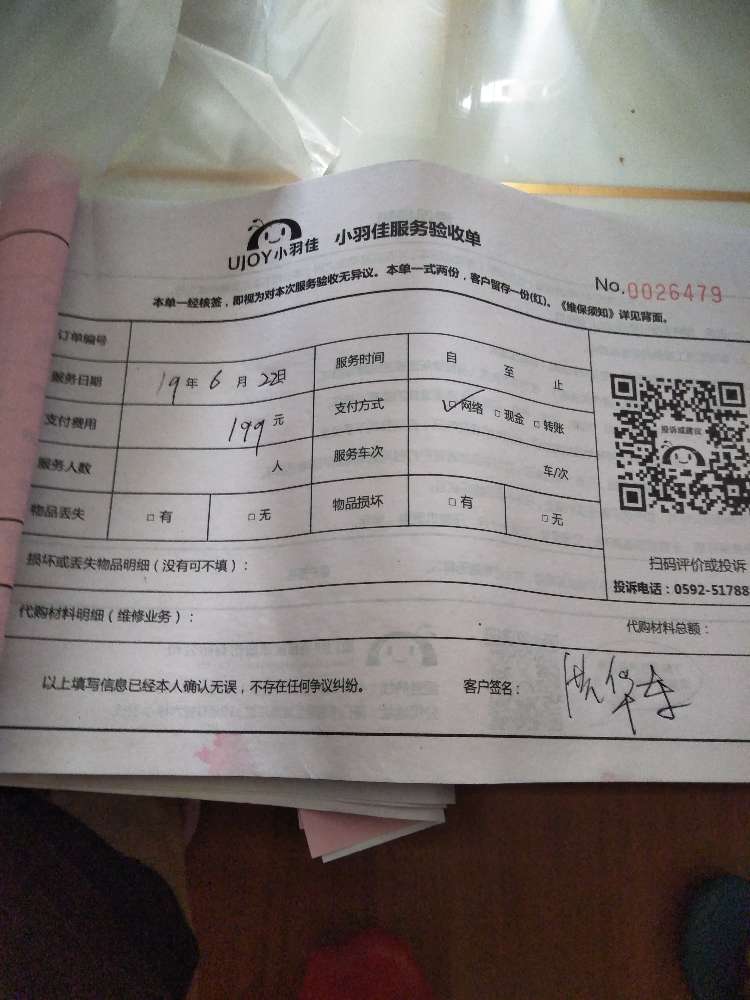 UJOY小羽佳 小羽佳服务验收单
No.0026479
本单一经核签，即视为对本次服务验收无异议。本单一式两份，客户留存一份(红)。《维保须知》详见背面。
订单编号 服务时间 自 至 止
服务日期 19年6月22日 支付方式 ☑网络 □现金 □转账
支付费用 199元 服务车次 车/次
服务人数 人 物品损坏 □有 □无
物品丢失 □有 □无
投诉或建议
扫码评价或投诉
投诉电话：0592-51788
损坏或丢失物品明细（没有可不填）：
代购材料明细（维修业务）： 代购材料总额：
以上填写信息已经本人确认无误，不存在任何争议纠纷。 客户签名：